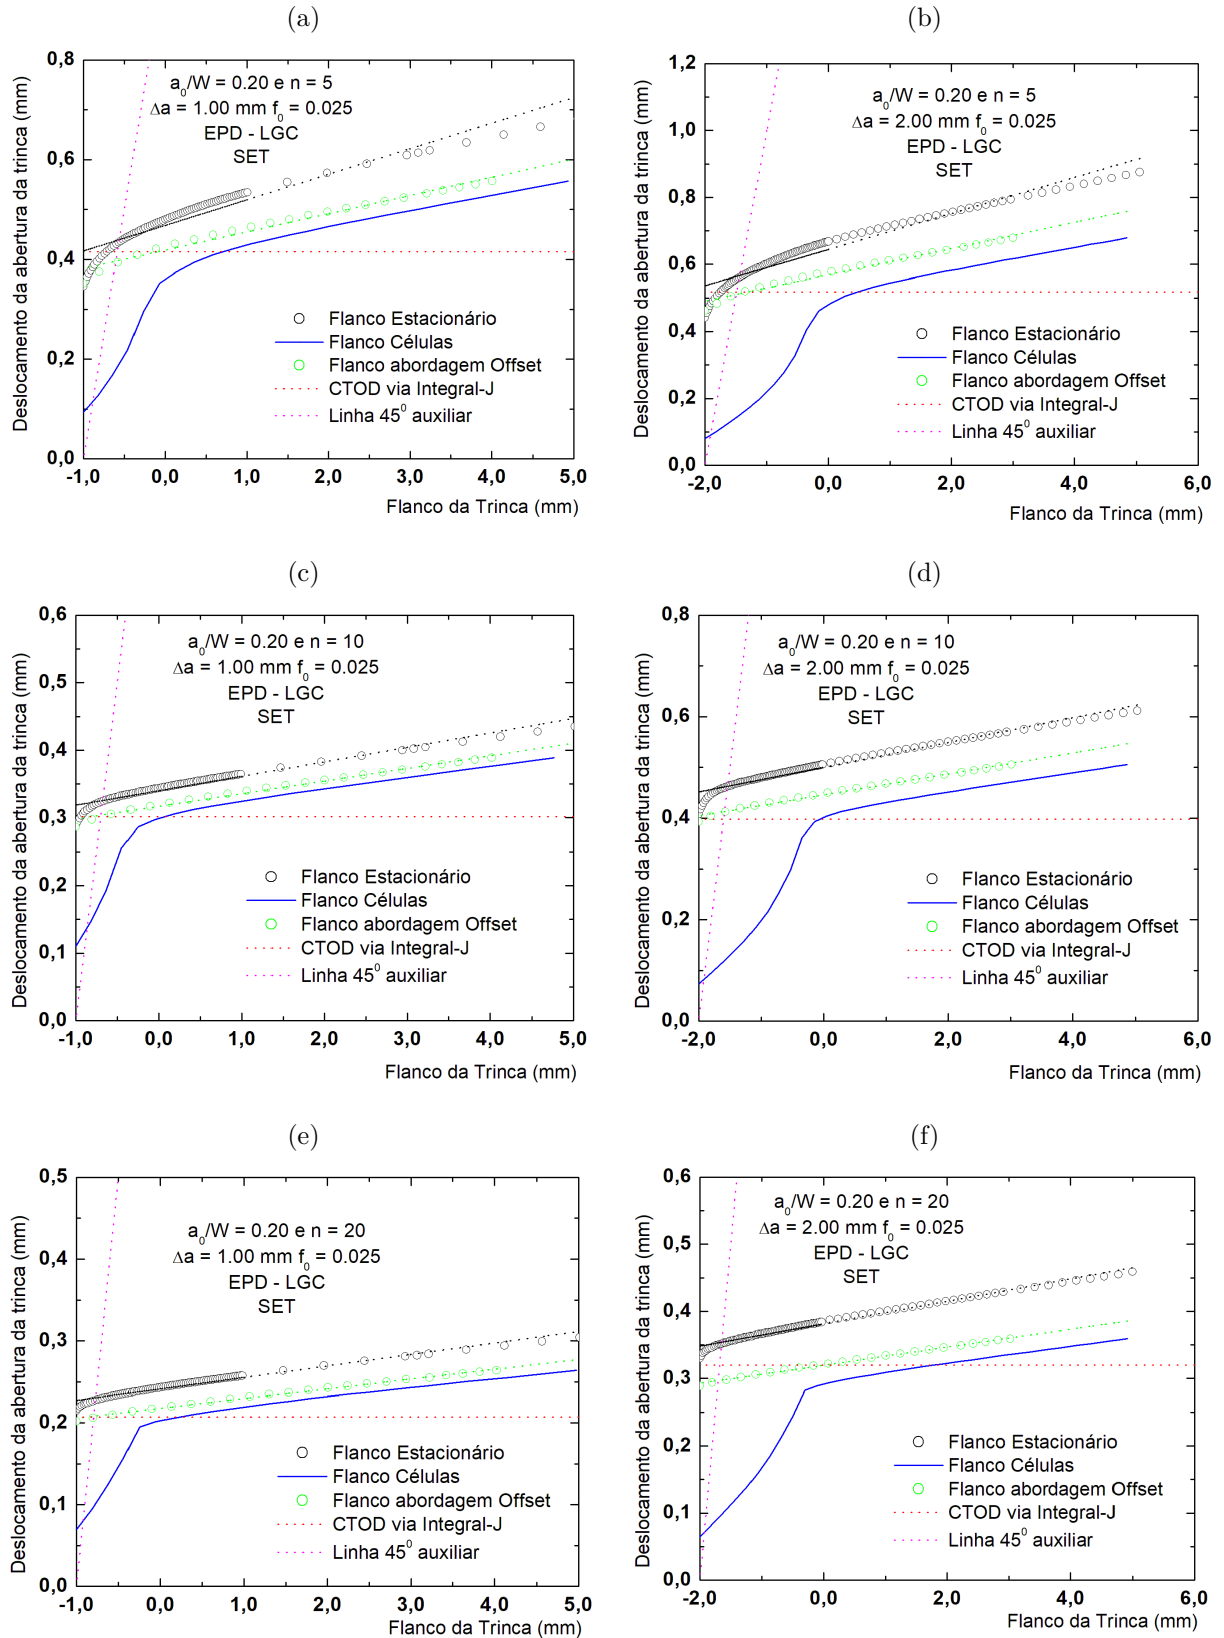 (a)
Deslocamento da abertura da trinca (mm)
0,8
0,6
0,4
0,2
0,0
a0/W = 0.20 e n = 5
Δa = 1.00 mm f0 = 0.025
EPD - LGC
SET
Flanco Estacionário
Flanco Células
Flanco abordagem Offset
CTOD via Integral-J
Linha 45⁰ auxiliar
-1,0 0,0 1,0 2,0 3,0 4,0 5,0
Flanco da Trinca (mm)
(b)
Deslocamento da abertura da trinca (mm)
1,2
1,0
0,8
0,6
0,4
0,2
0,0
a0/W = 0.20 e n = 5
Δa = 2.00 mm f0 = 0.025
EPD - LGC
SET
Flanco Estacionário
Flanco Células
Flanco abordagem Offset
CTOD via Integral-J
Linha 45⁰ auxiliar
-2,0 0,0 2,0 4,0 6,0
Flanco da Trinca (mm)
(c)
Deslocamento da abertura da trinca (mm)
0,6
0,5
0,4
0,3
0,2
0,1
0,0
a0/W = 0.20 e n = 10
Δa = 1.00 mm f0 = 0.025
EPD - LGC
SET
Flanco Estacionário
Flanco Células
Flanco abordagem Offset
CTOD via Integral-J
Linha 45⁰ auxiliar
-1,0 0,0 1,0 2,0 3,0 4,0 5,0
Flanco da Trinca (mm)
(d)
Deslocamento da abertura da trinca (mm)
0,8
0,6
0,4
0,2
0,0
a0/W = 0.20 e n = 10
Δa = 2.00 mm f0 = 0.025
EPD - LGC
SET
Flanco Estacionário
Flanco Células
Flanco abordagem Offset
CTOD via Integral-J
Linha 45⁰ auxiliar
-2,0 0,0 2,0 4,0 6,0
Flanco da Trinca (mm)
(e)
Deslocamento da abertura da trinca (mm)
0,5
0,4
0,3
0,2
0,1
0,0
a0/W = 0.20 e n = 20
Δa = 1.00 mm f0 = 0.025
EPD - LGC
SET
Flanco Estacionário
Flanco Células
Flanco abordagem Offset
CTOD via Integral-J
Linha 45⁰ auxiliar
-1,0 0,0 1,0 2,0 3,0 4,0 5,0
Flanco da Trinca (mm)
(f)
Deslocamento da abertura da trinca (mm)
0,6
0,5
0,4
0,3
0,2
0,1
0,0
a0/W = 0.20 e n = 20
Δa = 2.00 mm f0 = 0.025
EPD - LGC
SET
Flanco Estacionário
Flanco Células
Flanco abordagem Offset
CTOD via Integral-J
Linha 45⁰ auxiliar
-2,0 0,0 2,0 4,0 6,0
Flanco da Trinca (mm)